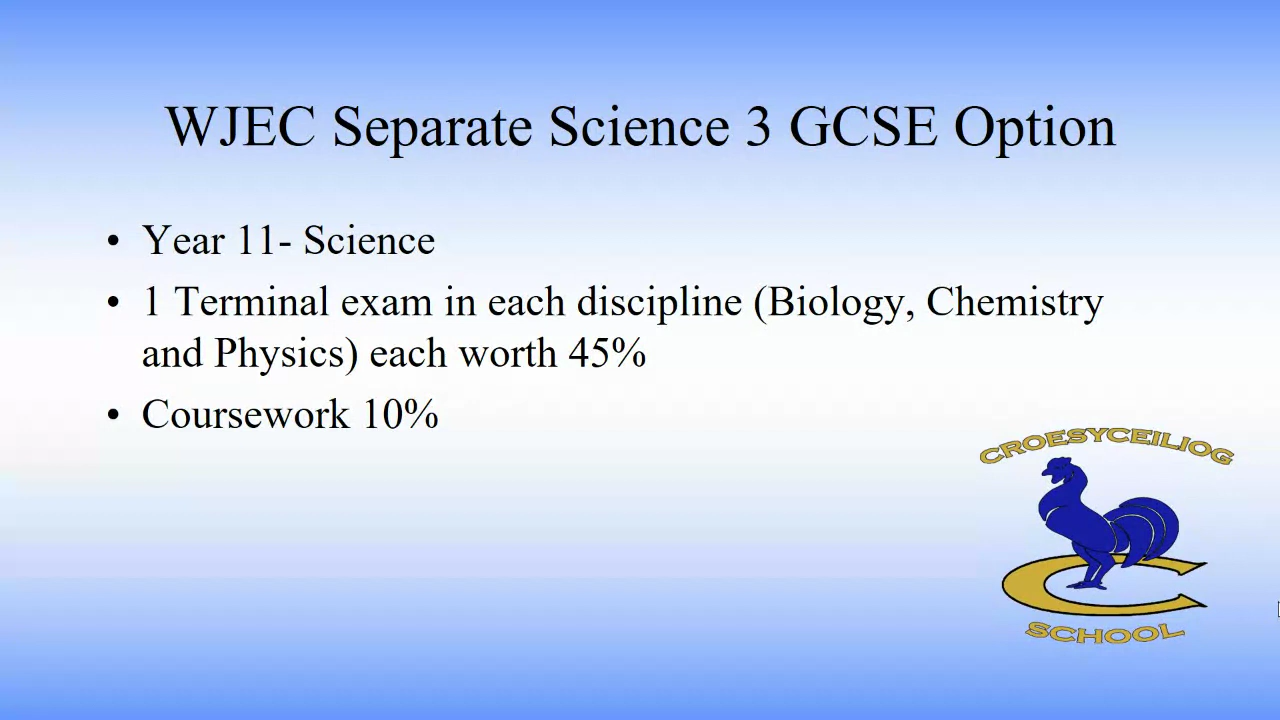 WJEC Separate Science 3 GCSE Option
• Year 11- Science
• 1 Terminal exam in each discipline (Biology, Chemistry
and Physics) each worth 45%
• Coursework 10%
CROESYCEILIOG
SCHOOL